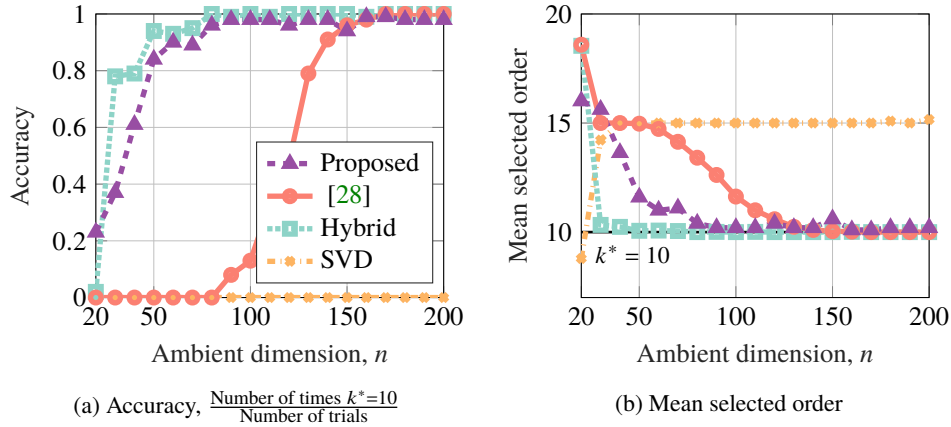 1
0.8
0.6
0.4
0.2
0
20
50
100
150
200
Accuracy
Ambient dimension, n
Proposed
[28]
Hybrid
SVD
(a) Accuracy, Number of times k*=10 / Number of trials
20
15
10
20
50
100
150
200
Mean selected order
k* = 10
Ambient dimension, n
(b) Mean selected order